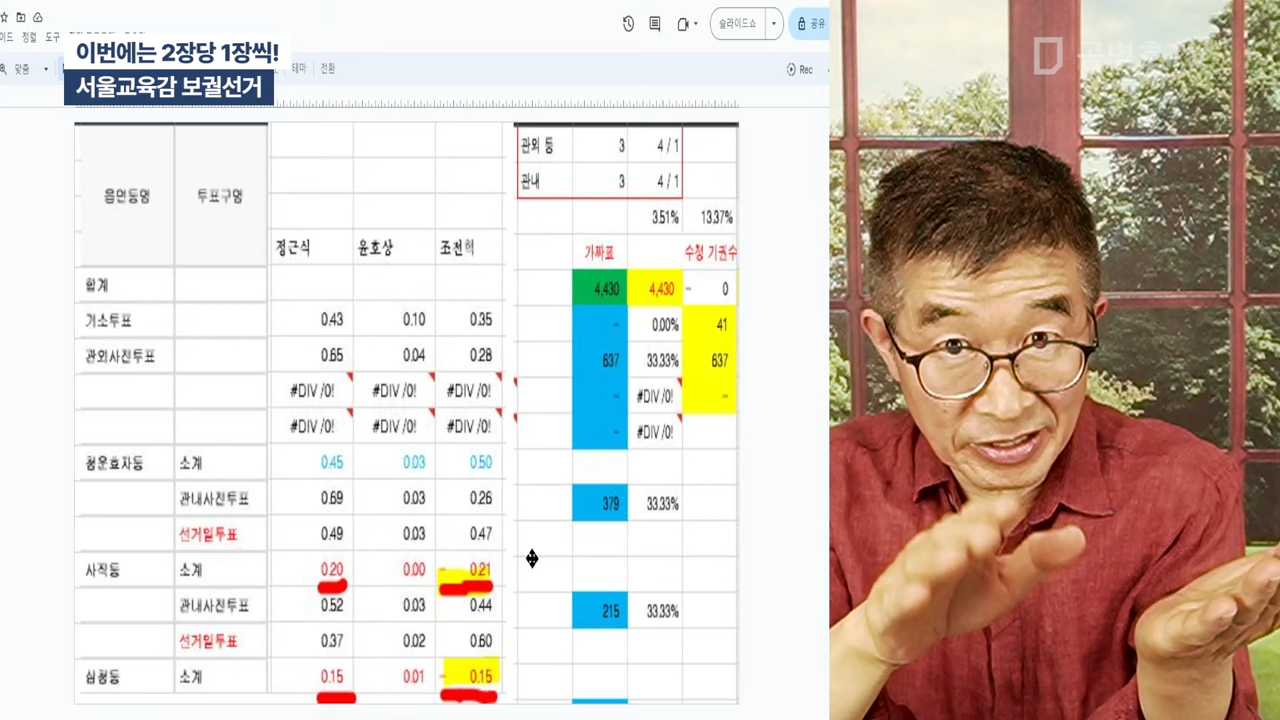 이번에는 2장당 1장씩!
서울교육감 보궐선거
정렬 도구
맞춤
테마 전환
슬라이드쇼
공유
Rec
읍면동명 투표구명
정근식 윤호상 조전혁
관외 등 3 4 / 1
관내 3 4 / 1
3.51% 13.37%
가짜표 수정 기권수
합계 4,430 4,430 - 0
거소투표 0.43 0.10 0.35 - 0.00% 41
관외사전투표 0.65 0.04 0.28 637 33.33% 637
#DIV /0! #DIV /0! #DIV /0! - #DIV /0! -
#DIV /0! #DIV /0! #DIV /0! - #DIV /0!
청운효자동 소계 0.45 0.03 0.50
관내사전투표 0.69 0.03 0.26 379 33.33%
선거일투표 0.49 0.03 0.47
사직동 소계 0.20 0.00 - 0.21
관내사전투표 0.52 0.03 0.44 215 33.33%
선거일투표 0.37 0.02 0.60
삼청동 소계 0.15 0.01 - 0.15